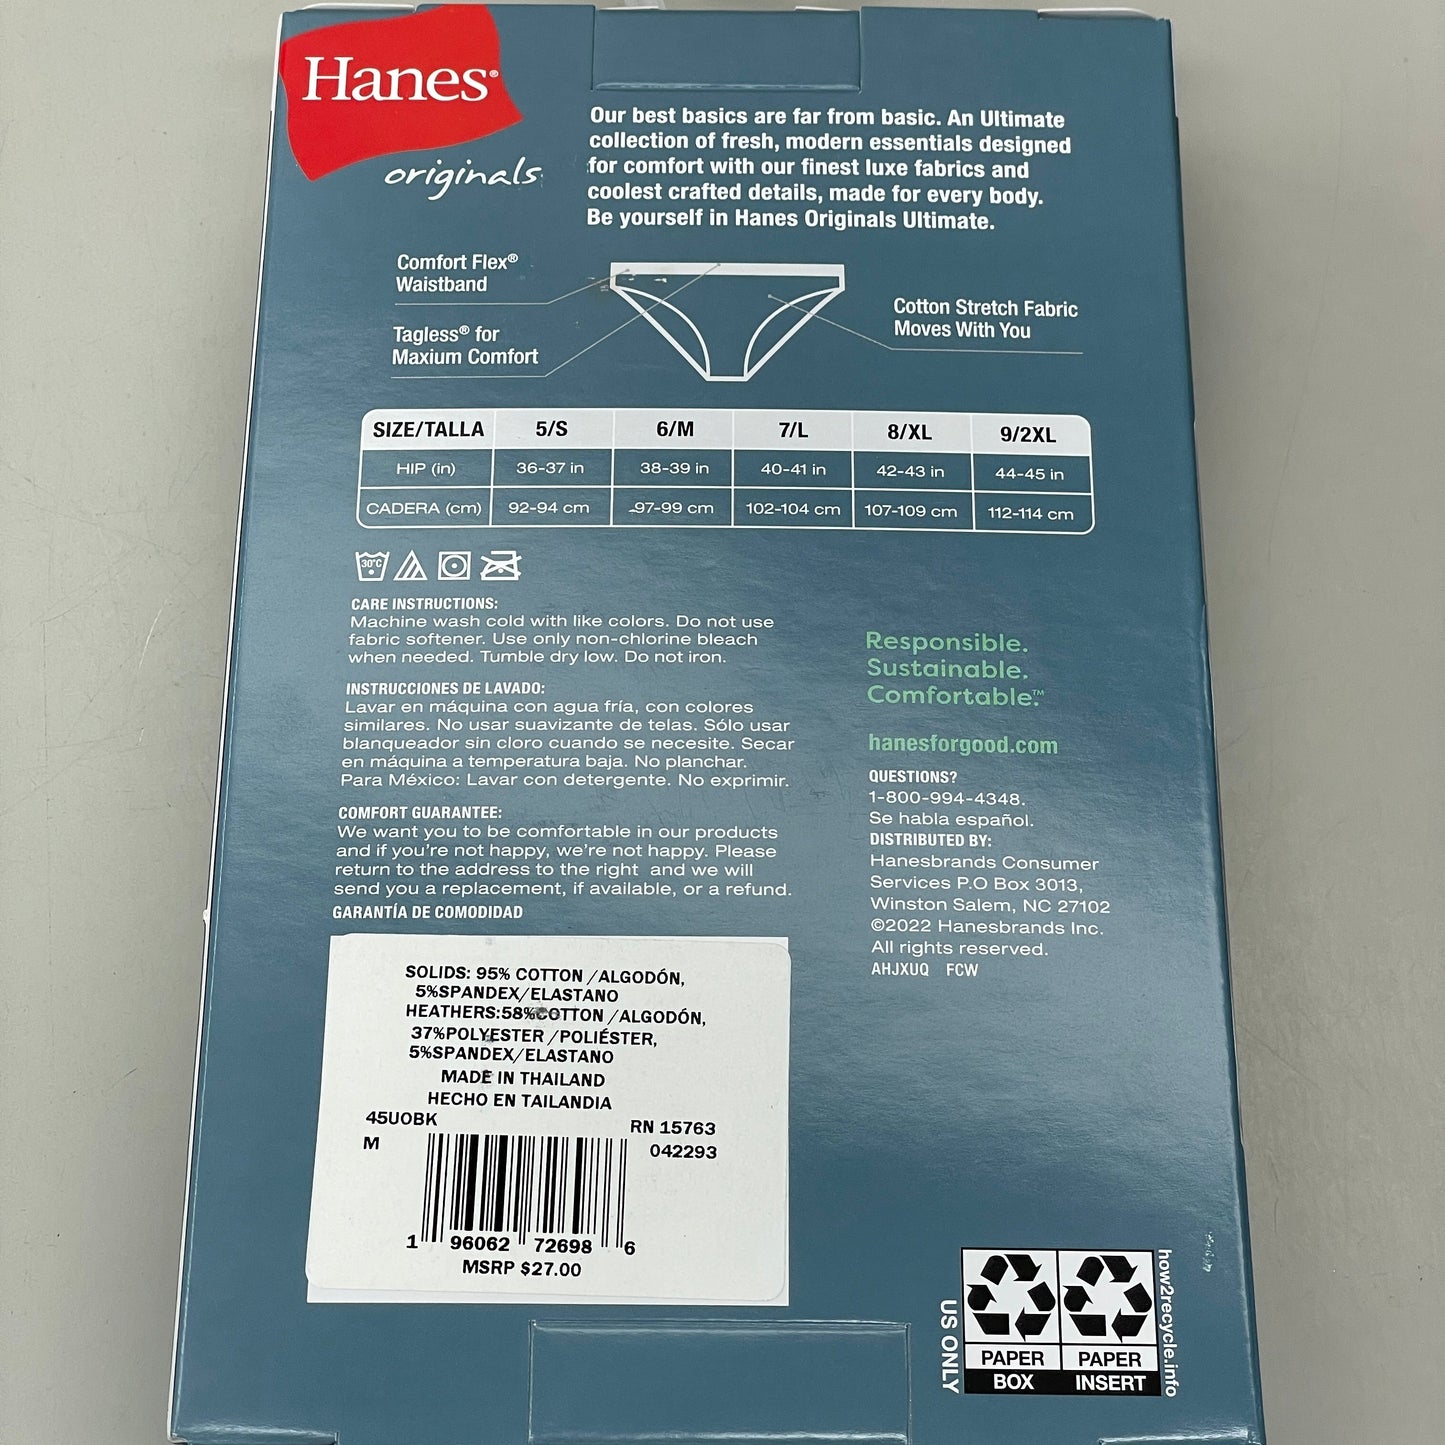 Hanes®
originals
Our best basics are far from basic. An Ultimate
collection of fresh, modern essentials designed
for comfort with our finest luxe fabrics and
coolest crafted details, made for every body.
Be yourself in Hanes Originals Ultimate.
Comfort Flex®
Waistband
Tagless® for
Maxium Comfort
Cotton Stretch Fabric
Moves With You
SIZE/TALLA 5/S 6/M 7/L 8/XL 9/2XL
HIP (in) 36-37 in 38-39 in 40-41 in 42-43 in 44-45 in
CADERA (cm) 92-94 cm 97-99 cm 102-104 cm 107-109 cm 112-114 cm
30°C
CARE INSTRUCTIONS:
Machine wash cold with like colors. Do not use
fabric softener. Use only non-chlorine bleach
when needed. Tumble dry low. Do not iron.
INSTRUCCIONES DE LAVADO:
Lavar en máquina con agua fría, con colores
similares. No usar suavizante de telas. Sólo usar
blanqueador sin cloro cuando se necesite. Secar
en máquina a temperatura baja. No planchar.
Para México: Lavar con detergente. No exprimir.
COMFORT GUARANTEE:
We want you to be comfortable in our products
and if you're not happy, we're not happy. Please
return to the address to the right and we will
send you a replacement, if available, or a refund.
GARANTÍA DE COMODIDAD
Responsible.
Sustainable.
Comfortable.™
hanesforgood.com
QUESTIONS?
1-800-994-4348.
Se habla español.
DISTRIBUTED BY:
Hanesbrands Consumer
Services P.O Box 3013,
Winston Salem, NC 27102
©2022 Hanesbrands Inc.
All rights reserved.
AHJXUQ FCW
SOLIDS: 95% COTTON /ALGODÓN,
5%SPANDEX/ELASTANO
HEATHERS:58%COTTON /ALGODÓN,
37%POLYESTER /POLIÉSTER,
5%SPANDEX/ELASTANO
MADE IN THAILAND
HECHO EN TAILANDIA
45UOBK RN 15763
M 042293
1 96062 72698 6
MSRP $27.00
US ONLY
PAPER BOX
PAPER INSERT
how2recycle.info